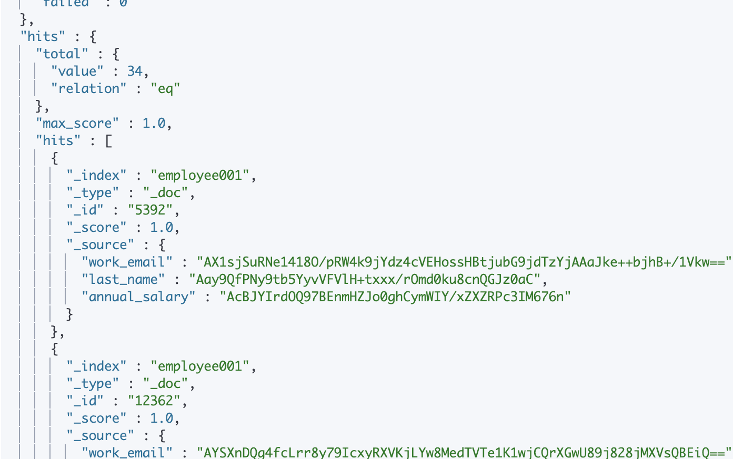 "failed" : 0
},
"hits" : {
"total" : {
"value" : 34,
"relation" : "eq"
},
"max_score" : 1.0,
"hits" : [
{
"_index" : "employee001",
"_type" : "_doc",
"_id" : "5392",
"_score" : 1.0,
"_source" : {
"work_email" : "AX1sjSuRNe1418O/pRW4k9jYdz4cVEHossHBtjubG9jdTzYjAAaJke++bjhB+/1Vkw=="
"last_name" : "Aay9QfPNy9tb5YyvVFVlH+txxx/rOmd0ku8cnQGJz0aC",
"annual_salary" : "AcBJYIrdOQ97BEnmHZJo0ghCymWIY/xZXZRPc3IM676n"
}
},
{
"_index" : "employee001",
"_type" : "_doc",
"_id" : "12362",
"_score" : 1.0,
"_source" : {
"work_email" : "AYSXnDQg4fcLrr8y79IcxyRXVKjLYw8MedTVTe1K1wjCQrXGwU89j828jMXVsQBEiQ=="